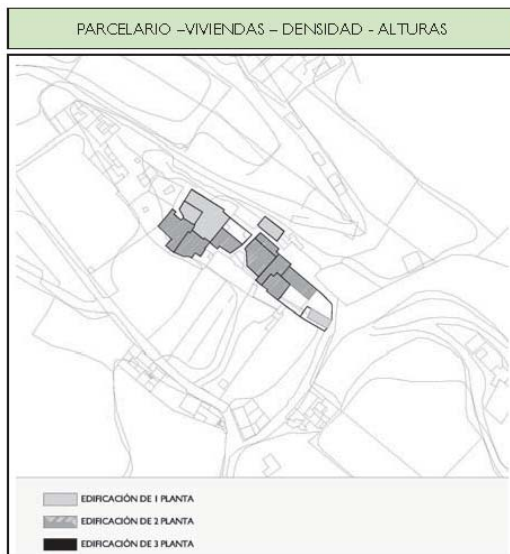 PARCELARIO –VIVIENDAS – DENSIDAD - ALTURAS
EDIFICACIÓN DE 1 PLANTA
EDIFICACIÓN DE 2 PLANTA
EDIFICACIÓN DE 3 PLANTA